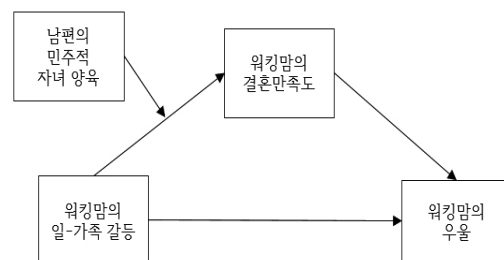 남편의
민주적
자녀 양육
워킹맘의
결혼만족도
워킹맘의
일-가족 갈등
워킹맘의
우울